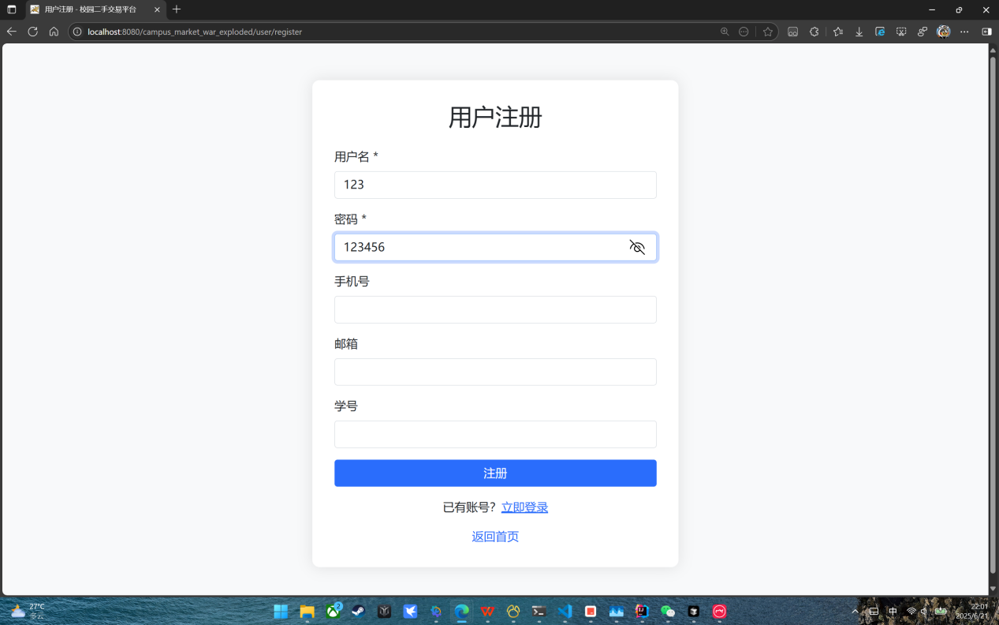 用户注册 - 校园二手交易平台
localhost:8080/campus_market_war_exploded/user/register
用户注册
用户名 *
123
密码 *
123456
手机号
邮箱
学号
注册
已有账号? 立即登录
返回首页
27°C
多云
2
中
22:01
2025/6/21